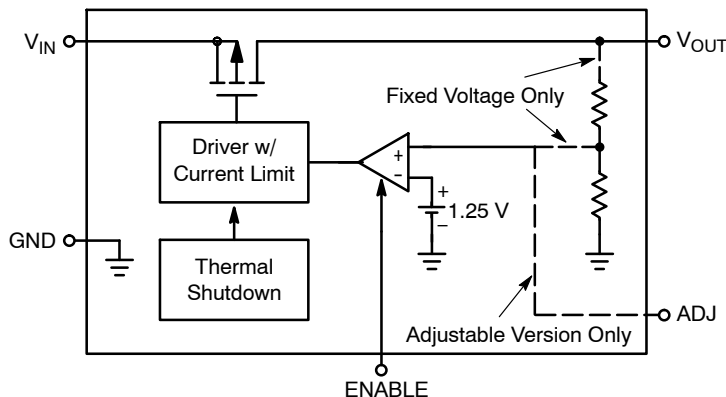 V_IN
V_OUT
Fixed Voltage Only
Driver w/
Current Limit
+
−
+
1.25 V
−
GND
Thermal
Shutdown
ADJ
Adjustable Version Only
ENABLE